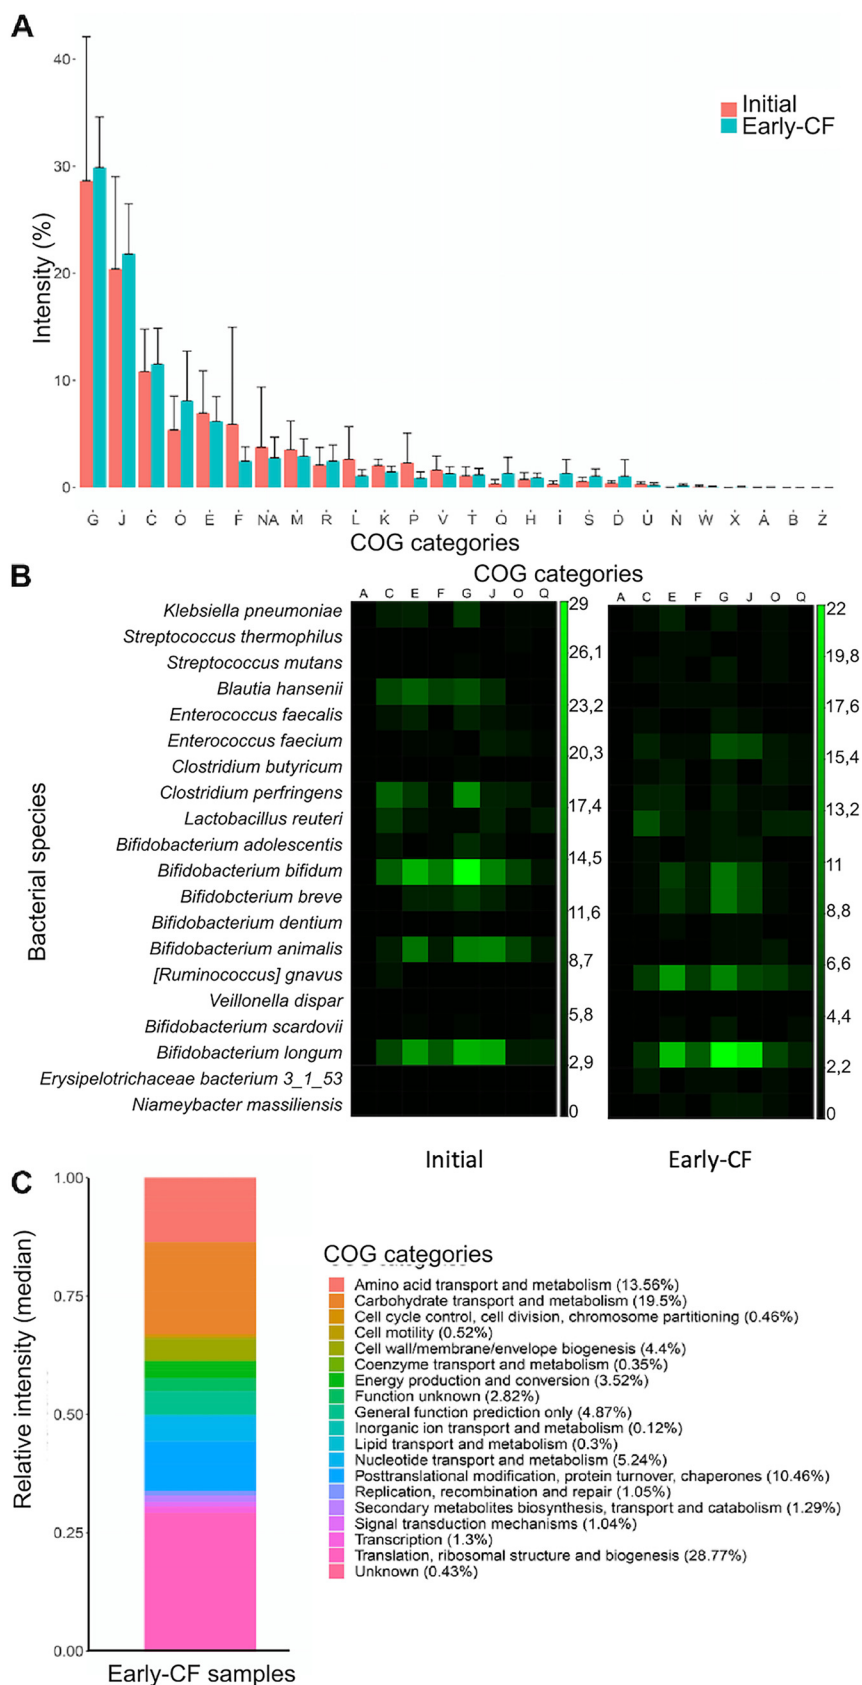 A
40
30
20
10
0
Intensity (%)
Initial
Early-CF
G J C O E F NA M R L K P V T Q H I S D U N W X A B Z
COG categories
B
COG categories
A C E F G J O Q
A C E F G J O Q
Bacterial species
Klebsiella pneumoniae
Streptococcus thermophilus
Streptococcus mutans
Blautia hansenii
Enterococcus faecalis
Enterococcus faecium
Clostridium butyricum
Clostridium perfringens
Lactobacillus reuteri
Bifidobacterium adolescentis
Bifidobacterium bifidum
Bifidobcterium breve
Bifidobacterium dentium
Bifidobacterium animalis
[Ruminococcus] gnavus
Veillonella dispar
Bifidobacterium scardovii
Bifidobacterium longum
Erysipelotrichaceae bacterium 3_1_53
Niameybacter massiliensis
29
26,1
23,2
20,3
17,4
14,5
11,6
8,7
5,8
2,9
0
22
19,8
17,6
15,4
13,2
11
8,8
6,6
4,4
2,2
0
Initial
Early-CF
C
1.00
0.75
0.50
0.25
0.00
Relative intensity (median)
Early-CF samples
COG categories
Amino acid transport and metabolism (13.56%)
Carbohydrate transport and metabolism (19.5%)
Cell cycle control, cell division, chromosome partitioning (0.46%)
Cell motility (0.52%)
Cell wall/membrane/envelope biogenesis (4.4%)
Coenzyme transport and metabolism (0.35%)
Energy production and conversion (3.52%)
Function unknown (2.82%)
General function prediction only (4.87%)
Inorganic ion transport and metabolism (0.12%)
Lipid transport and metabolism (0.3%)
Nucleotide transport and metabolism (5.24%)
Posttranslational modification, protein turnover, chaperones (10.46%)
Replication, recombination and repair (1.05%)
Secondary metabolites biosynthesis, transport and catabolism (1.29%)
Signal transduction mechanisms (1.04%)
Transcription (1.3%)
Translation, ribosomal structure and biogenesis (28.77%)
Unknown (0.43%)